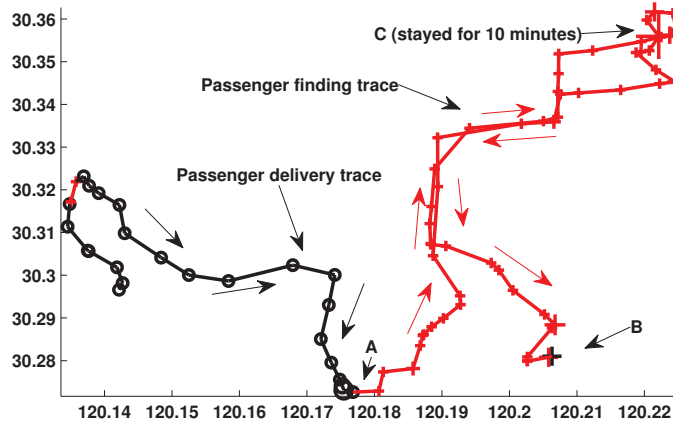 30.36
C (stayed for 10 minutes)
30.35
Passenger finding trace
30.34
30.33
Passenger delivery trace
30.32
30.31
30.3
30.29
B
A
30.28
120.14 120.15 120.16 120.17 120.18 120.19 120.2 120.21 120.22